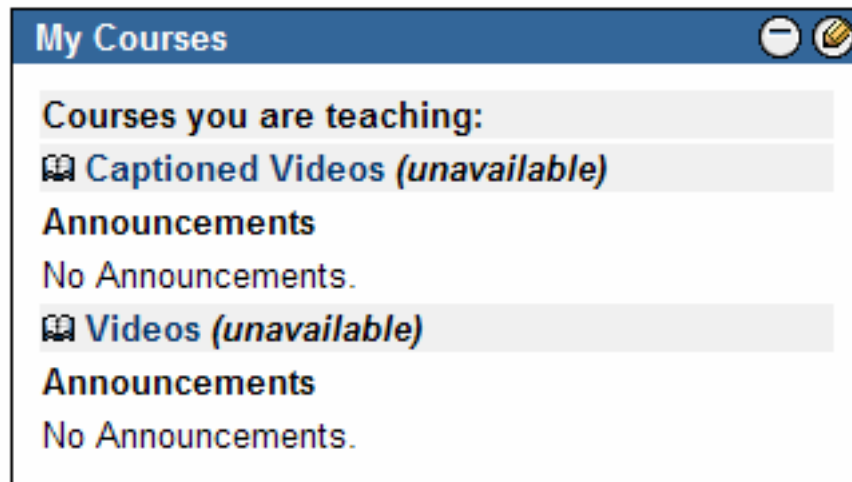 My Courses
Courses you are teaching:
Captioned Videos (unavailable)
Announcements
No Announcements.
Videos (unavailable)
Announcements
No Announcements.